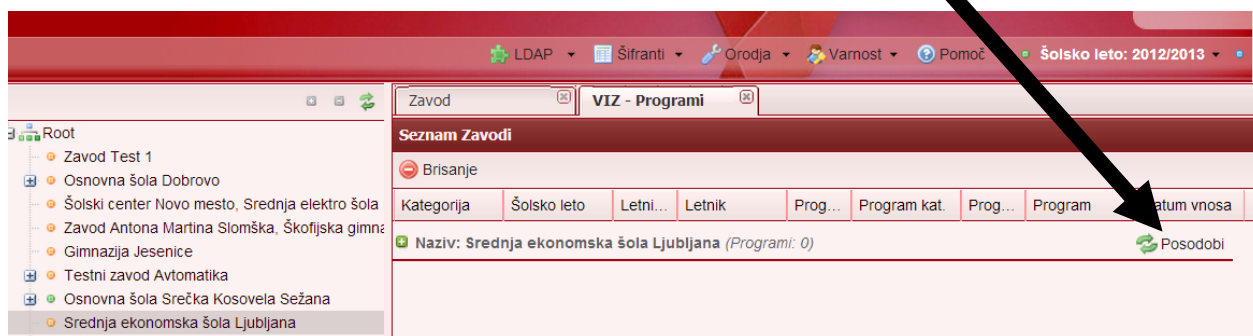 LDAP Šifranti Orodja Varnost Pomoč Šolsko leto: 2012/2013
Zavod VIZ - Programi
Root
Seznam Zavodi
Zavod Test 1
Brisanje
Osnovna šola Dobrovo
Šolski center Novo mesto, Srednja elektro šola
Kategorija Šolsko leto Letni... Letnik Prog... Program kat. Prog... Program atum vnosa
Zavod Antona Martina Slomška, Škofijska gimna
Naziv: Srednja ekonomska šola Ljubljana (Programi: 0) Posodobi
Gimnazija Jesenice
Testni zavod Avtomatika
Osnovna šola Srečka Kosovela Sežana
Srednja ekonomska šola Ljubljana